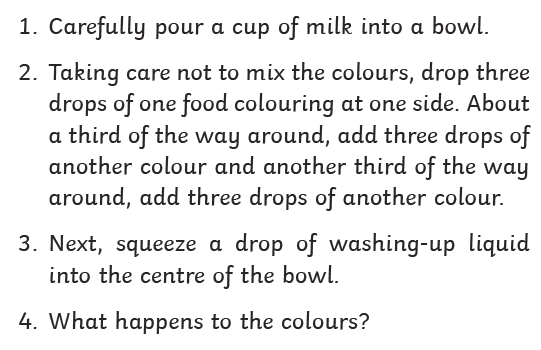 1. Carefully pour a cup of milk into a bowl.
2. Taking care not to mix the colours, drop three
drops of one food colouring at one side. About
a third of the way around, add three drops of
another colour and another third of the way
around, add three drops of another colour.
3. Next, squeeze a drop of washing-up liquid
into the centre of the bowl.
4. What happens to the colours?